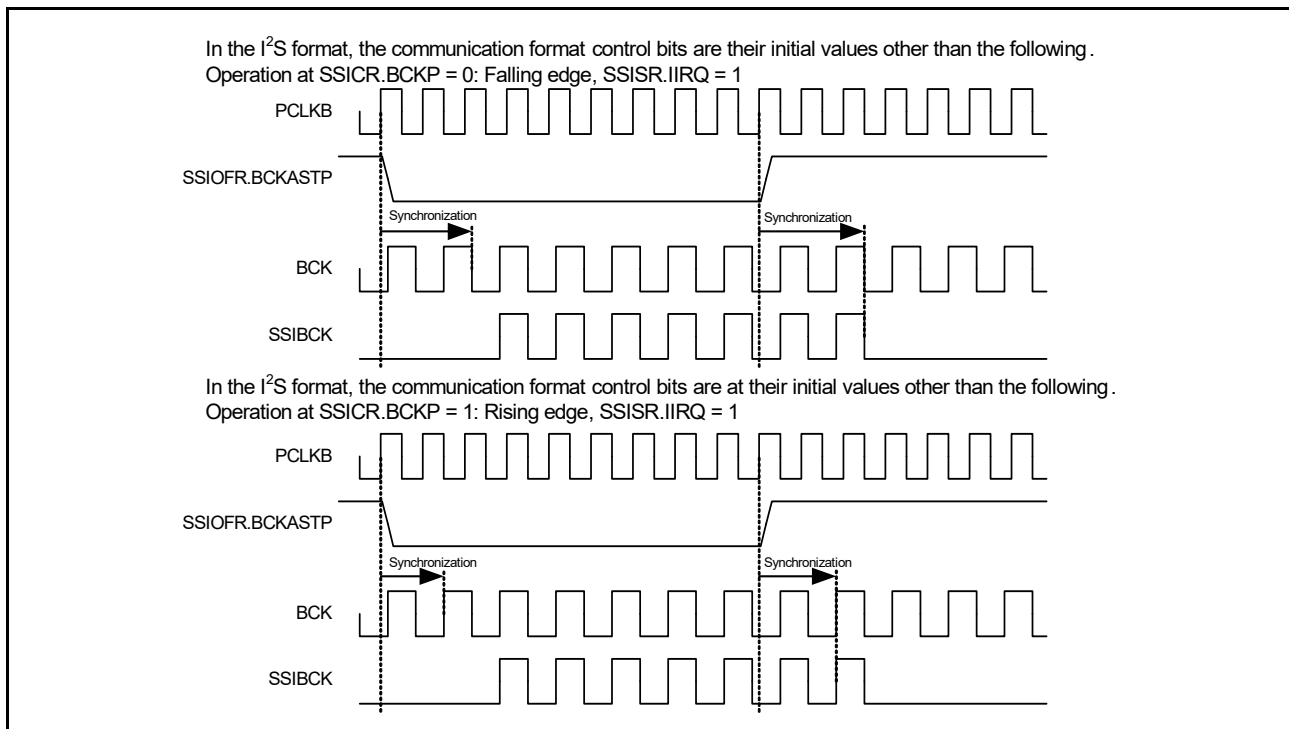 In the I²S format, the communication format control bits are their initial values other than the following.
Operation at SSICR.BCKP = 0: Falling edge, SSISR.IIRQ = 1
PCLKB
SSIOFR.BCKASTP
Synchronization Synchronization
BCK
SSIBCK
In the I²S format, the communication format control bits are at their initial values other than the following.
Operation at SSICR.BCKP = 1: Rising edge, SSISR.IIRQ = 1
PCLKB
SSIOFR.BCKASTP
Synchronization Synchronization
BCK
SSIBCK